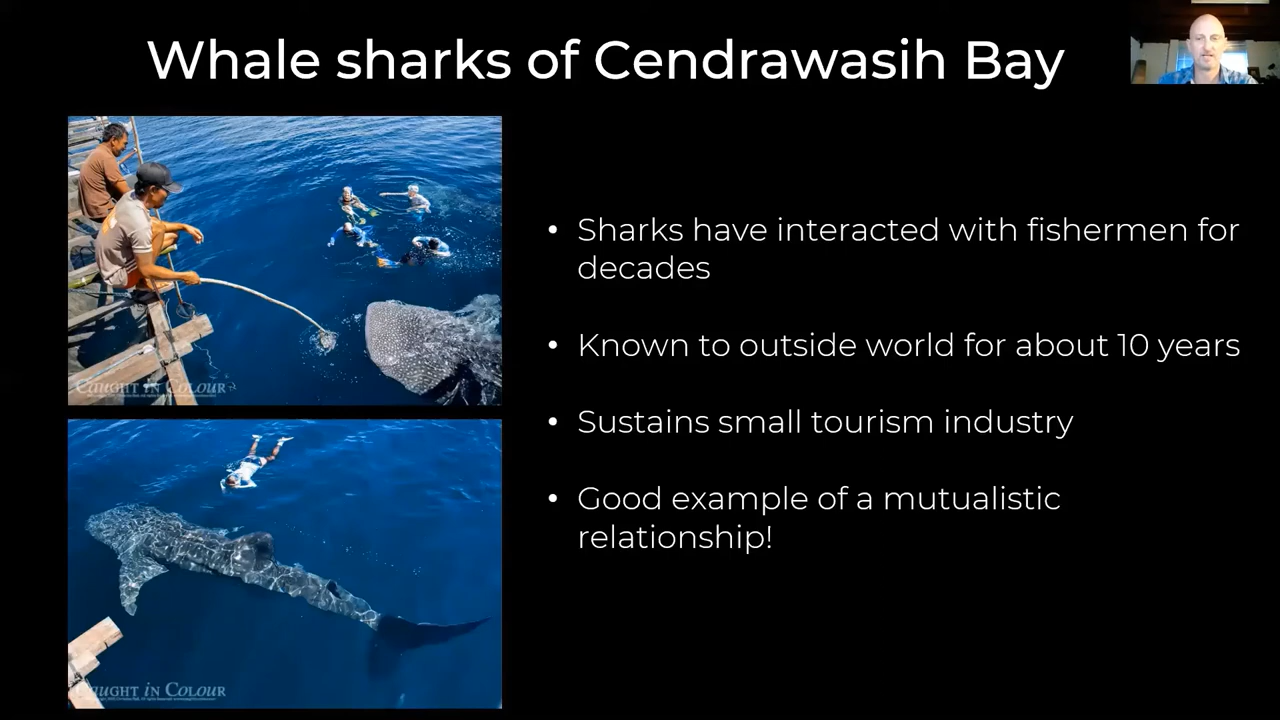 Whale sharks of Cendrawasih Bay
• Sharks have interacted with fishermen for
decades
• Known to outside world for about 10 years
• Sustains small tourism industry
• Good example of a mutualistic
relationship!
CAUGHT IN COLOUR
CAUGHT IN COLOUR